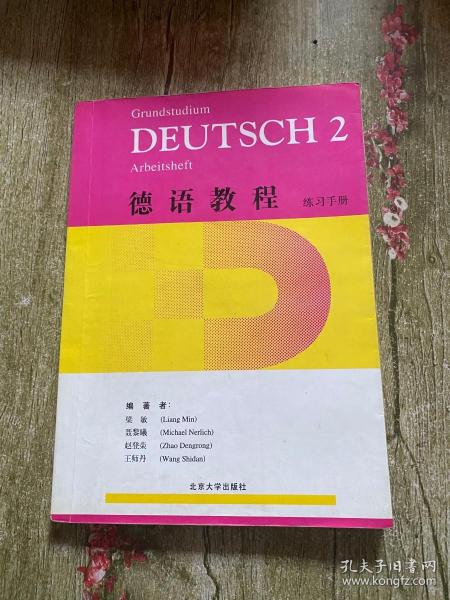 Grundstudium
DEUTSCH 2
Arbeitsheft
德语教程 练习手册
编著者:
梁敏 (Liang Min)
聂黎曦 (Michael Nerlich)
赵登荣 (Zhao Dengrong)
王师丹 (Wang Shidan)
北京大学出版社
孔夫子旧书网
www.kongfz.com